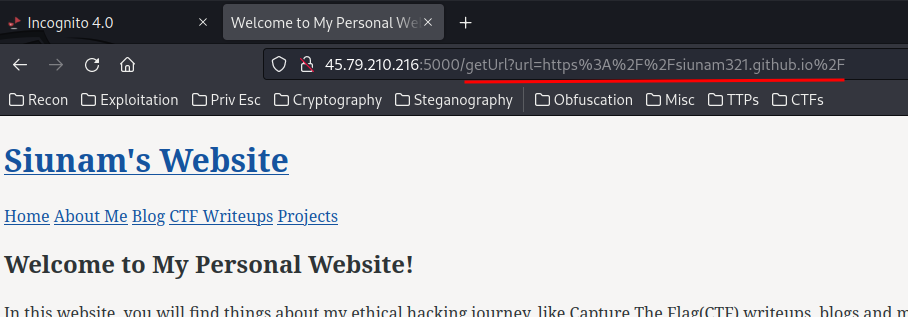 Incognito 4.0
Welcome to My Personal We
45.79.210.216:5000/getUrl?url=https%3A%2F%2Fsiunam321.github.io%2F
Recon Exploitation Priv Esc Cryptography Steganography Obfuscation Misc TTPs CTFs
Siunam's Website
Home About Me Blog CTF Writeups Projects
Welcome to My Personal Website!
In this website, you will find things about my ethical hacking journey, like Capture The Flag(CTF) writeups, blogs and